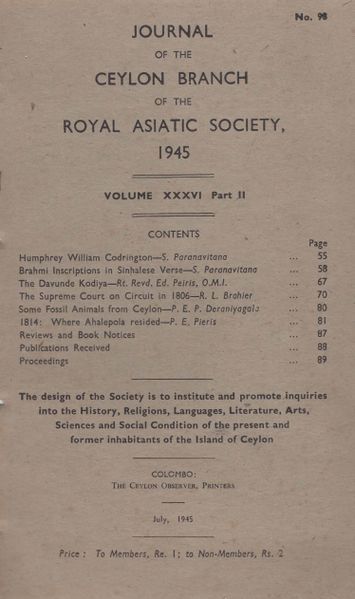 No. 98
JOURNAL
OF THE
CEYLON BRANCH
OF THE
ROYAL ASIATIC SOCIETY,
1945
VOLUME XXXVI Part II
CONTENTS
Page
Humphrey William Codrington—S. Paranavitana ... 55
Brahmi Inscriptions in Sinhalese Verse—S. Paranavitana ... 58
The Davunde Kodiya—Rt. Revd. Ed. Peiris, O.M.I. ... 67
The Supreme Court on Circuit in 1806—R. L. Brohier ... 70
Some Fossil Animals from Ceylon—P. E. P. Deraniyagala ... 80
1814: Where Ahalepola resided—P. E. Pieris ... 81
Reviews and Book Notices ... 87
Publications Received ... 88
Proceedings ... 89
The design of the Society is to institute and promote inquiries
into the History, Religions, Languages, Literature, Arts,
Sciences and Social Condition of the present and
former inhabitants of the Island of Ceylon
COLOMBO:
THE CEYLON OBSERVER, PRINTERS
July, 1945
Price : To Members, Re. 1; to Non-Members, Rs. 2